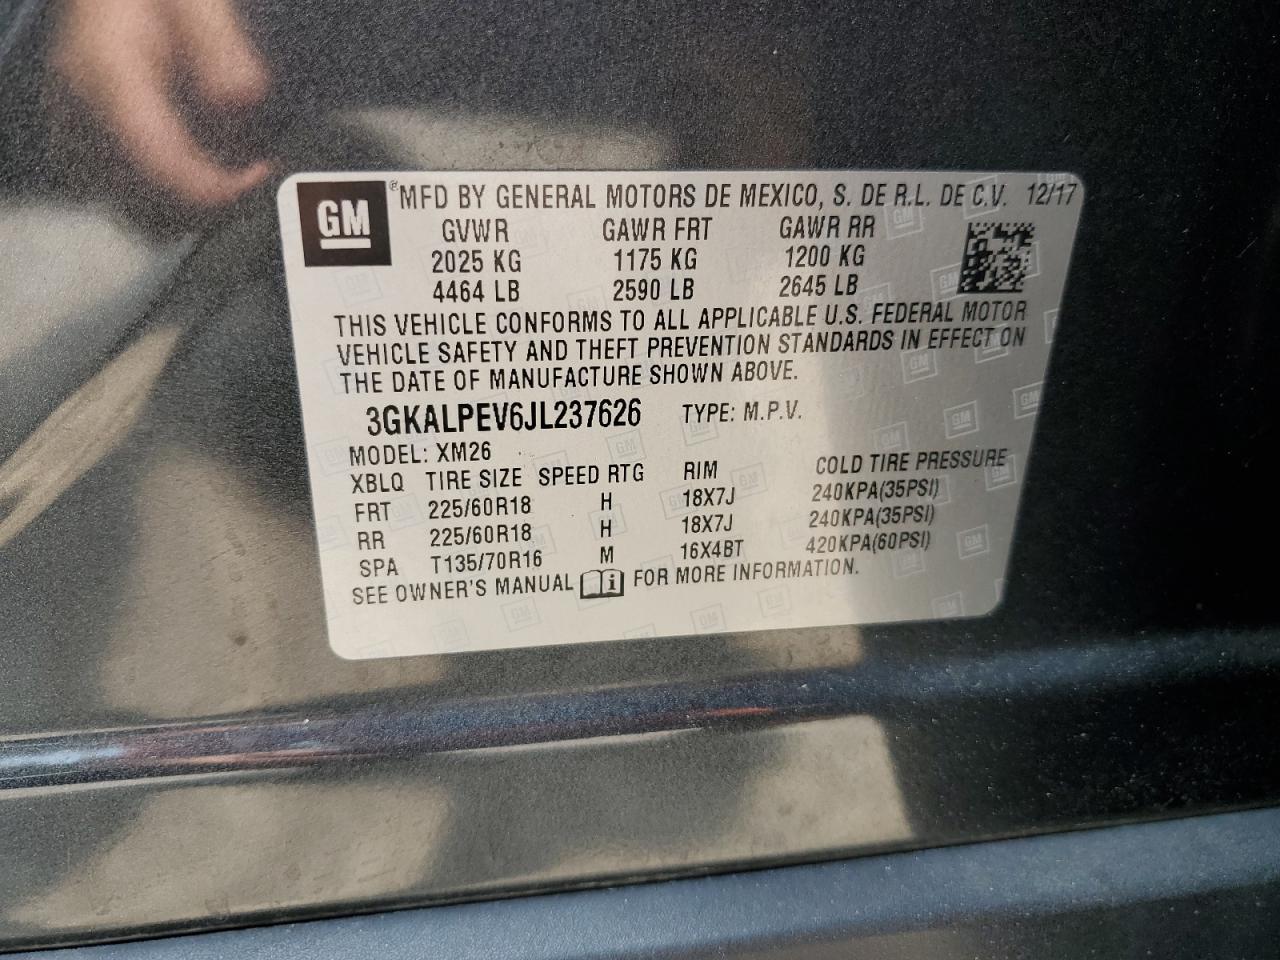 GM ® MFD BY GENERAL MOTORS DE MEXICO, S. DE R.L. DE C.V. 12/17
GVWR GAWR FRT GAWR RR
2025 KG 1175 KG 1200 KG
4464 LB 2590 LB 2645 LB
THIS VEHICLE CONFORMS TO ALL APPLICABLE U.S. FEDERAL MOTOR
VEHICLE SAFETY AND THEFT PREVENTION STANDARDS IN EFFECT ON
THE DATE OF MANUFACTURE SHOWN ABOVE.
3GKALPEV6JL237626 TYPE: M.P.V.
MODEL: XM26
XBLQ TIRE SIZE SPEED RTG RIM COLD TIRE PRESSURE
FRT 225/60R18 H 18X7J 240KPA(35PSI)
RR 225/60R18 H 18X7J 240KPA(35PSI)
SPA T135/70R16 M 16X4BT 420KPA(60PSI)
SEE OWNER'S MANUAL i FOR MORE INFORMATION.